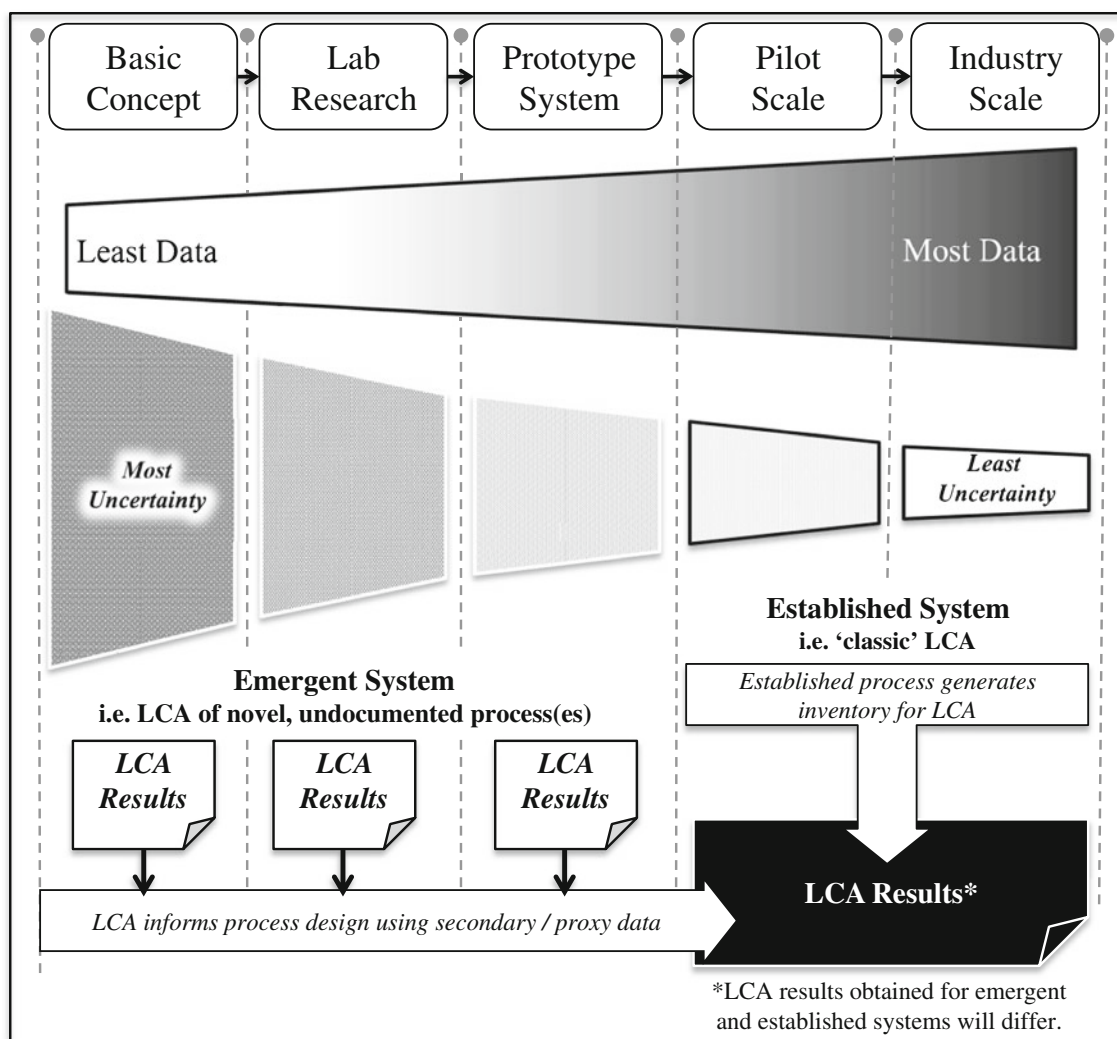 Basic
Concept
Lab
Research
Prototype
System
Pilot
Scale
Industry
Scale
Least Data
Most Data
Most
Uncertainty
Least
Uncertainty
Established System
i.e. ‘classic’ LCA
Established process generates
inventory for LCA
Emergent System
i.e. LCA of novel, undocumented process(es)
LCA
Results
LCA
Results
LCA
Results
LCA informs process design using secondary / proxy data
LCA Results*
*LCA results obtained for emergent
and established systems will differ.